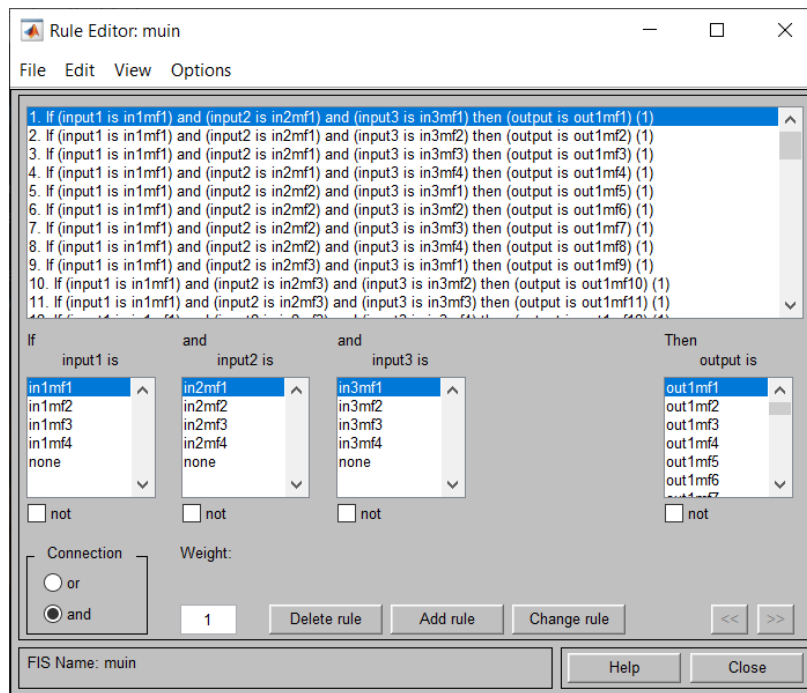 Rule Editor: muin
File Edit View Options
1. If (input1 is in1mf1) and (input2 is in2mf1) and (input3 is in3mf1) then (output is out1mf1) (1)
2. If (input1 is in1mf1) and (input2 is in2mf1) and (input3 is in3mf2) then (output is out1mf2) (1)
3. If (input1 is in1mf1) and (input2 is in2mf1) and (input3 is in3mf3) then (output is out1mf3) (1)
4. If (input1 is in1mf1) and (input2 is in2mf1) and (input3 is in3mf4) then (output is out1mf4) (1)
5. If (input1 is in1mf1) and (input2 is in2mf2) and (input3 is in3mf1) then (output is out1mf5) (1)
6. If (input1 is in1mf1) and (input2 is in2mf2) and (input3 is in3mf2) then (output is out1mf6) (1)
7. If (input1 is in1mf1) and (input2 is in2mf2) and (input3 is in3mf3) then (output is out1mf7) (1)
8. If (input1 is in1mf1) and (input2 is in2mf2) and (input3 is in3mf4) then (output is out1mf8) (1)
9. If (input1 is in1mf1) and (input2 is in2mf3) and (input3 is in3mf1) then (output is out1mf9) (1)
10. If (input1 is in1mf1) and (input2 is in2mf3) and (input3 is in3mf2) then (output is out1mf10) (1)
11. If (input1 is in1mf1) and (input2 is in2mf3) and (input3 is in3mf3) then (output is out1mf11) (1)
If and and Then
input1 is input2 is input3 is output is
in1mf1 in2mf1 in3mf1 out1mf1
in1mf2 in2mf2 in3mf2 out1mf2
in1mf3 in2mf3 in3mf3 out1mf3
in1mf4 in2mf4 in3mf4 out1mf4
none none none out1mf5
out1mf6
not not not not
Connection Weight:
or
and 1 Delete rule Add rule Change rule << >>
FIS Name: muin Help Close